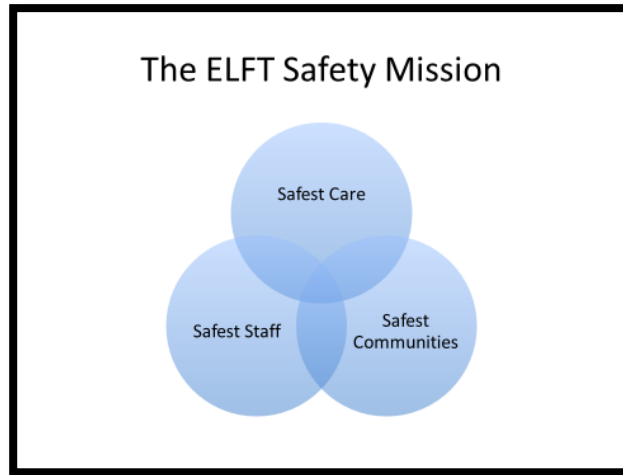 The ELFT Safety Mission
Safest Care
Safest Staff
Safest
Communities